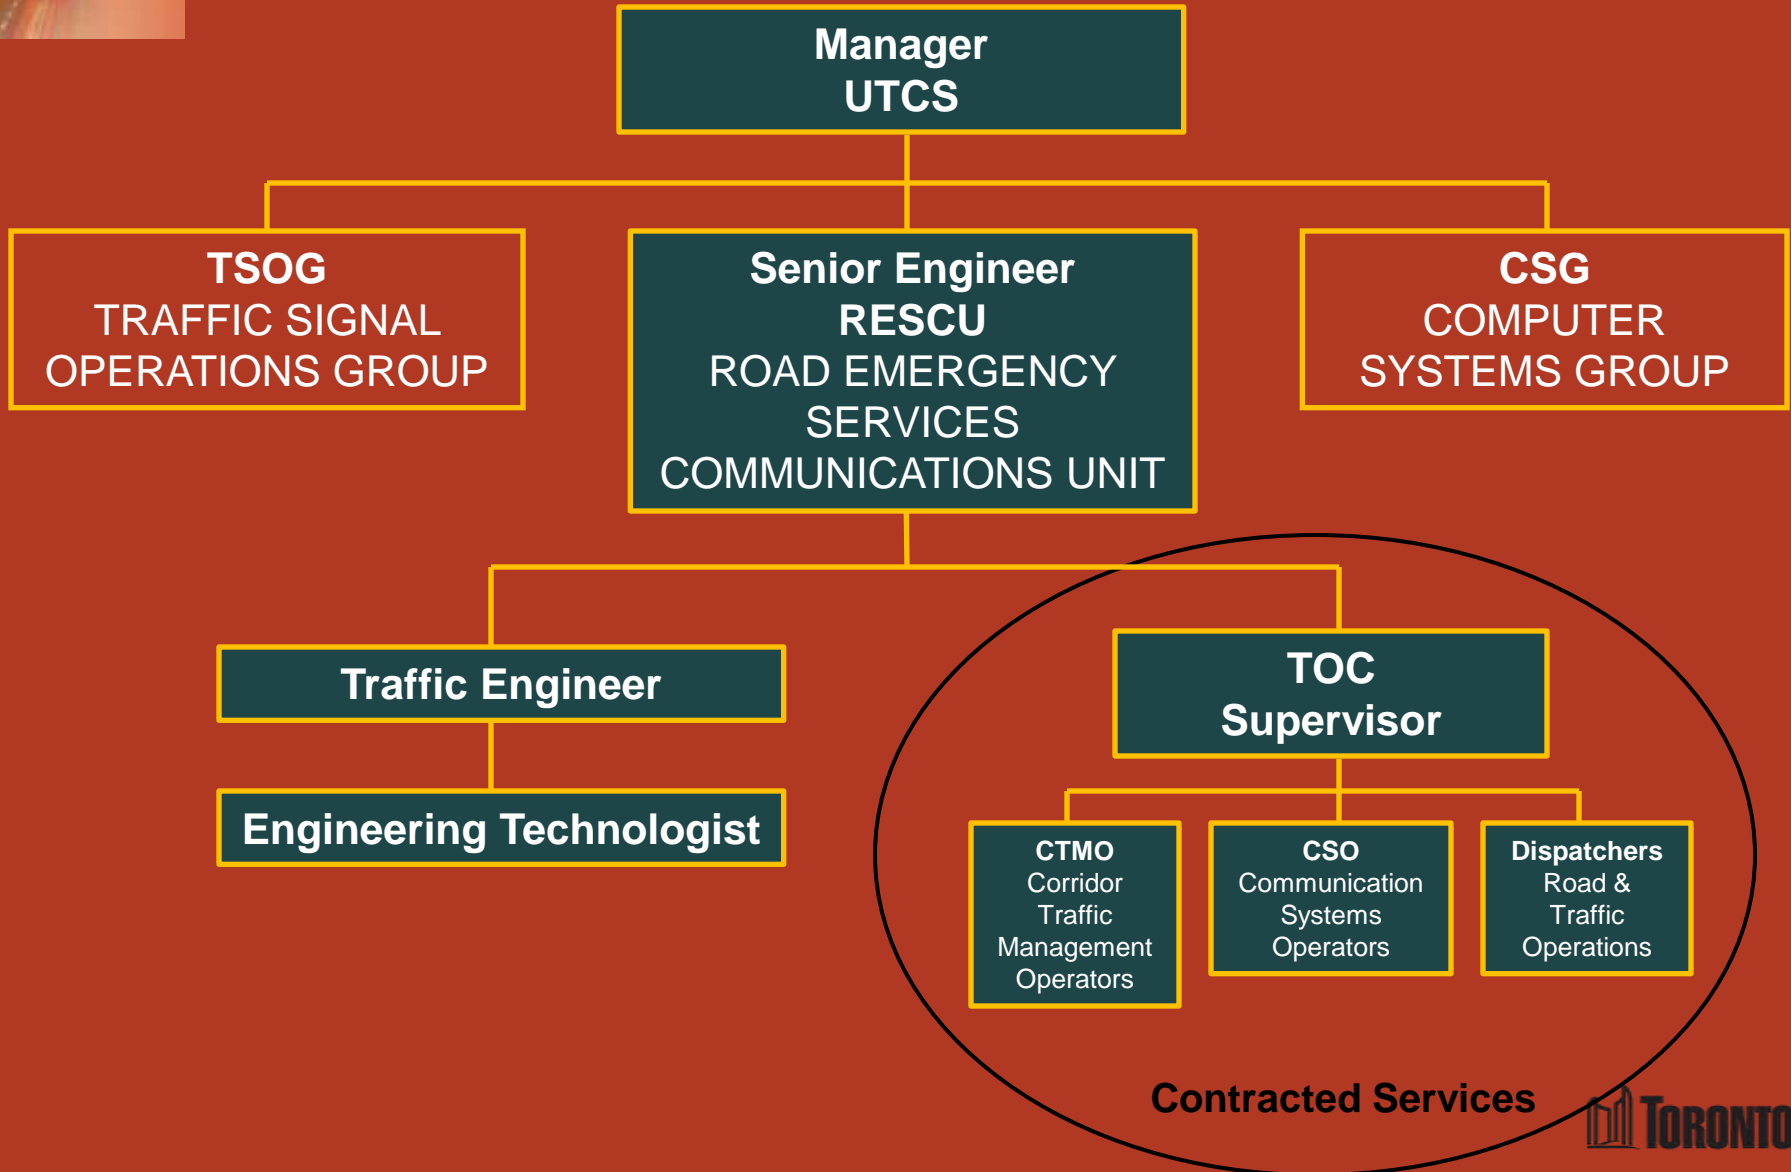 Manager
UTCS
TSOG
TRAFFIC SIGNAL
OPERATIONS GROUP
Senior Engineer
RESCU
ROAD EMERGENCY
SERVICES
COMMUNICATIONS UNIT
CSG
COMPUTER
SYSTEMS GROUP
Traffic Engineer
Engineering Technologist
TOC
Supervisor
CTMO
Corridor
Traffic
Management
Operators
CSO
Communication
Systems
Operators
Dispatchers
Road &
Traffic
Operations
Contracted Services
TORONTO